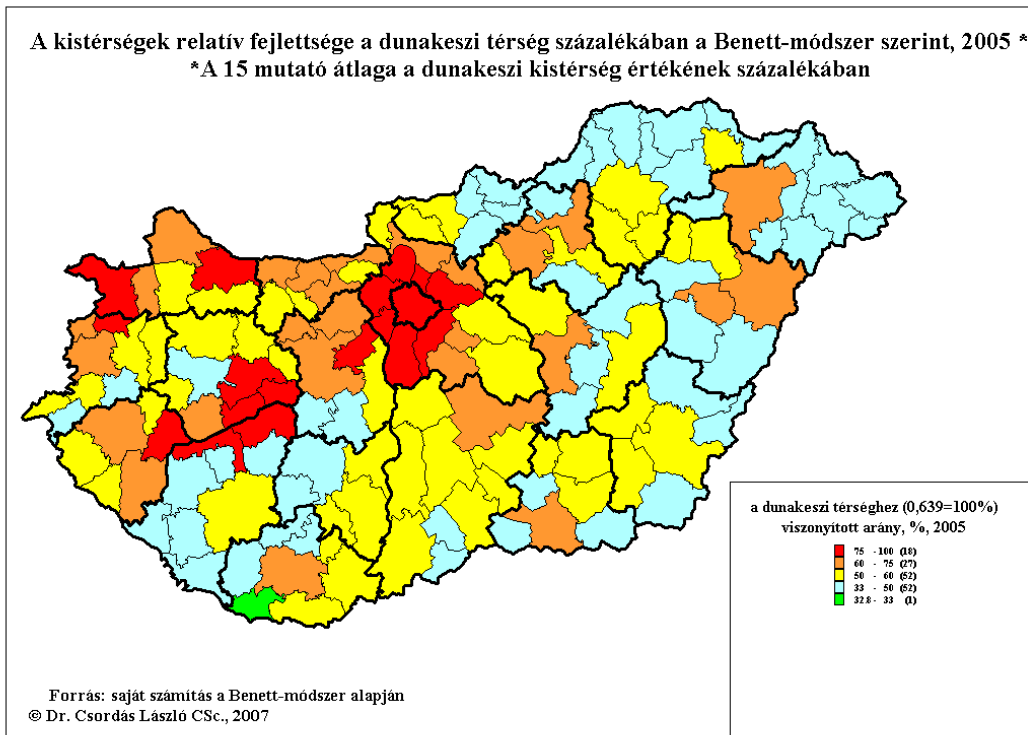 A kistérségek relatív fejlettsége a dunakeszi térség százalékában a Benett-módszer szerint, 2005 *
*A 15 mutató átlaga a dunakeszi kistérség értékének százalékában
a dunakeszi térséghez (0,639=100%)
viszonyított arány, %, 2005
75 - 100 (18)
60 - 75 (27)
50 - 60 (52)
33 - 50 (52)
32.8 - 33 (1)
Forrás: saját számítás a Benett-módszer alapján
© Dr. Csordás László CSc., 2007